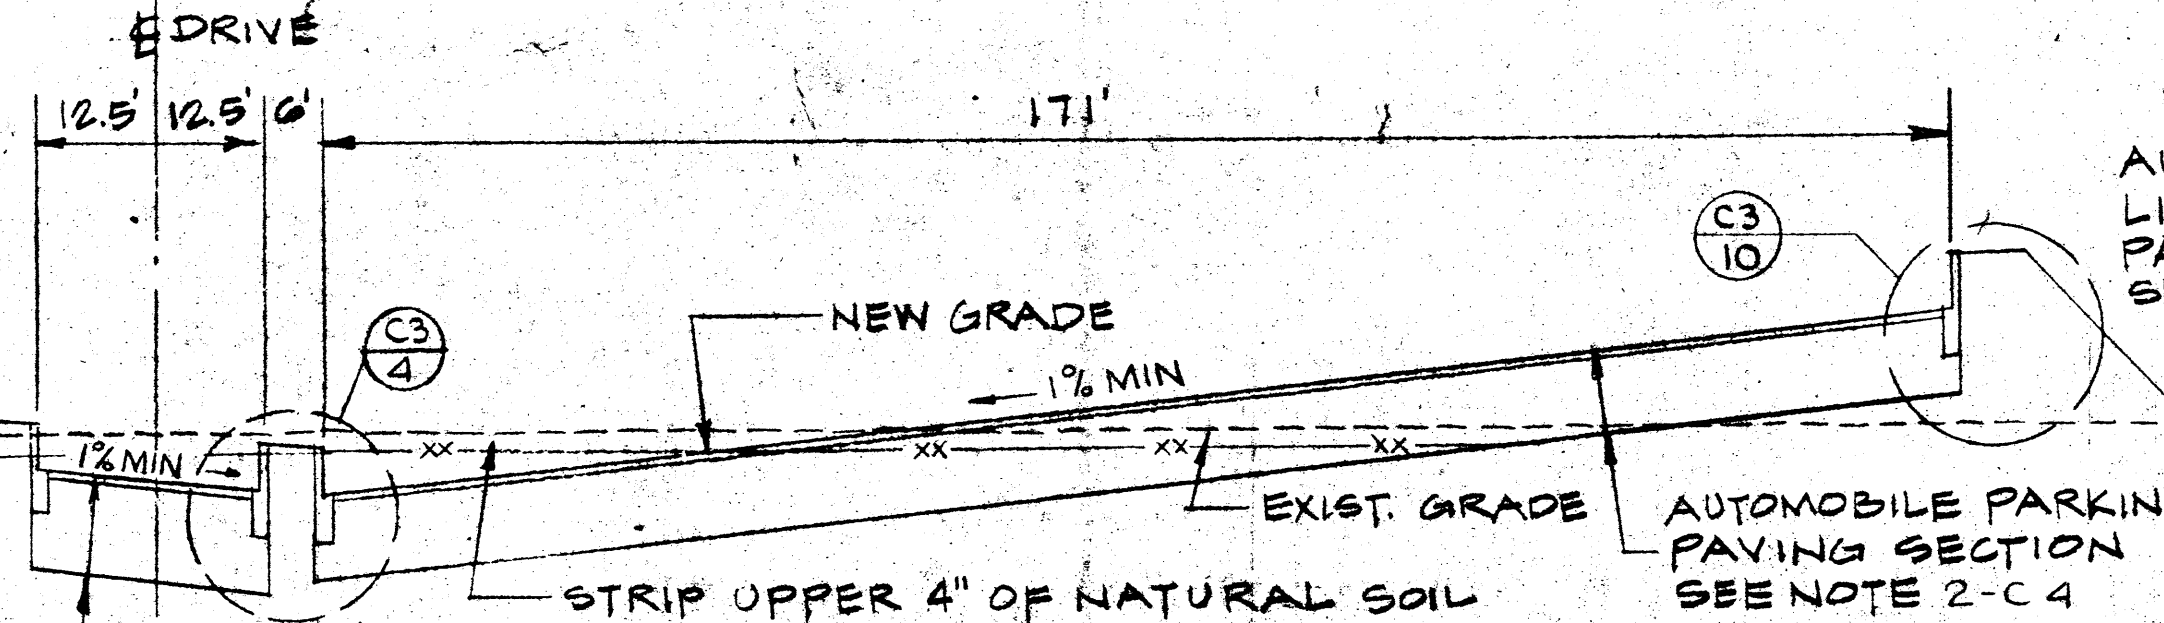 ℄ DRIVE
12.5' 12.5' 6' 171'
C3
10
NEW GRADE
C3
4
1% MIN
1% MIN
XX XX XX XX
EXIST. GRADE
AUTOMOBILE PARKIN
PAVING SECTION
SEE NOTE 2-C4
STRIP UPPER 4" OF NATURAL SOIL